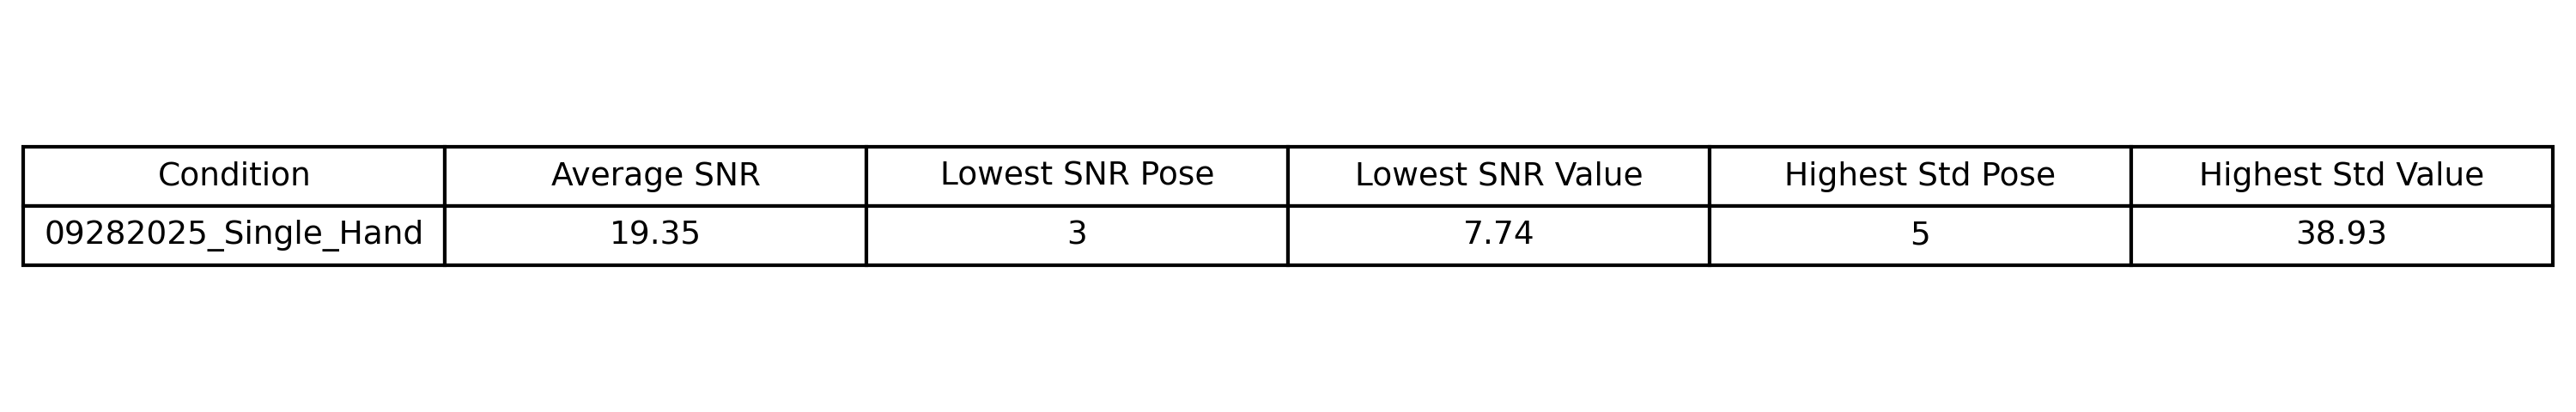 Condition Average SNR Lowest SNR Pose Lowest SNR Value Highest Std Pose Highest Std Value
09282025_Single_Hand 19.35 3 7.74 5 38.93